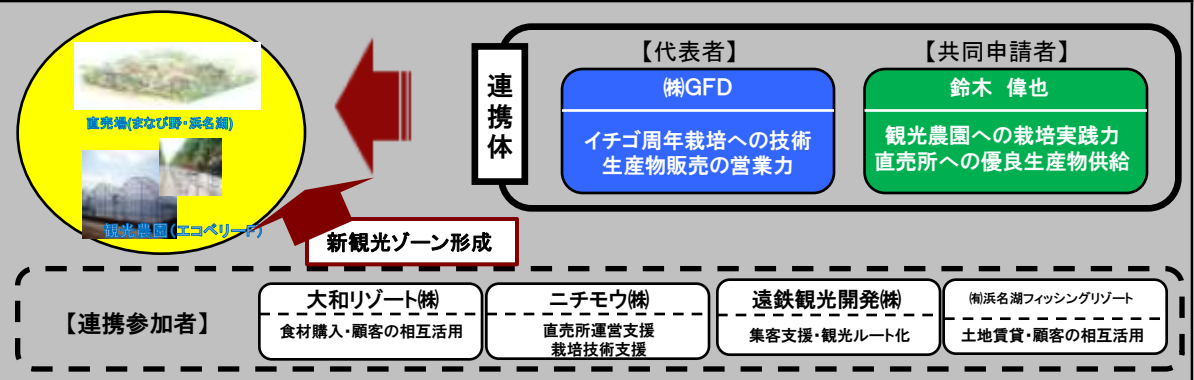 直売場(まなび野・浜名湖)
観光農園(エコベリーF)
新観光ゾーン形成
連携体
【代表者】
㈱GFD
イチゴ周年栽培への技術
生産物販売の営業力
【共同申請者】
鈴木 偉也
観光農園への栽培実践力
直売所への優良生産物供給
【連携参加者】
大和リゾート㈱
食材購入・顧客の相互活用
ニチモウ㈱
直売所運営支援
栽培技術支援
遠鉄観光開発㈱
集客支援・観光ルート化
㈲浜名湖フィッシングリゾート
土地賃貸・顧客の相互活用